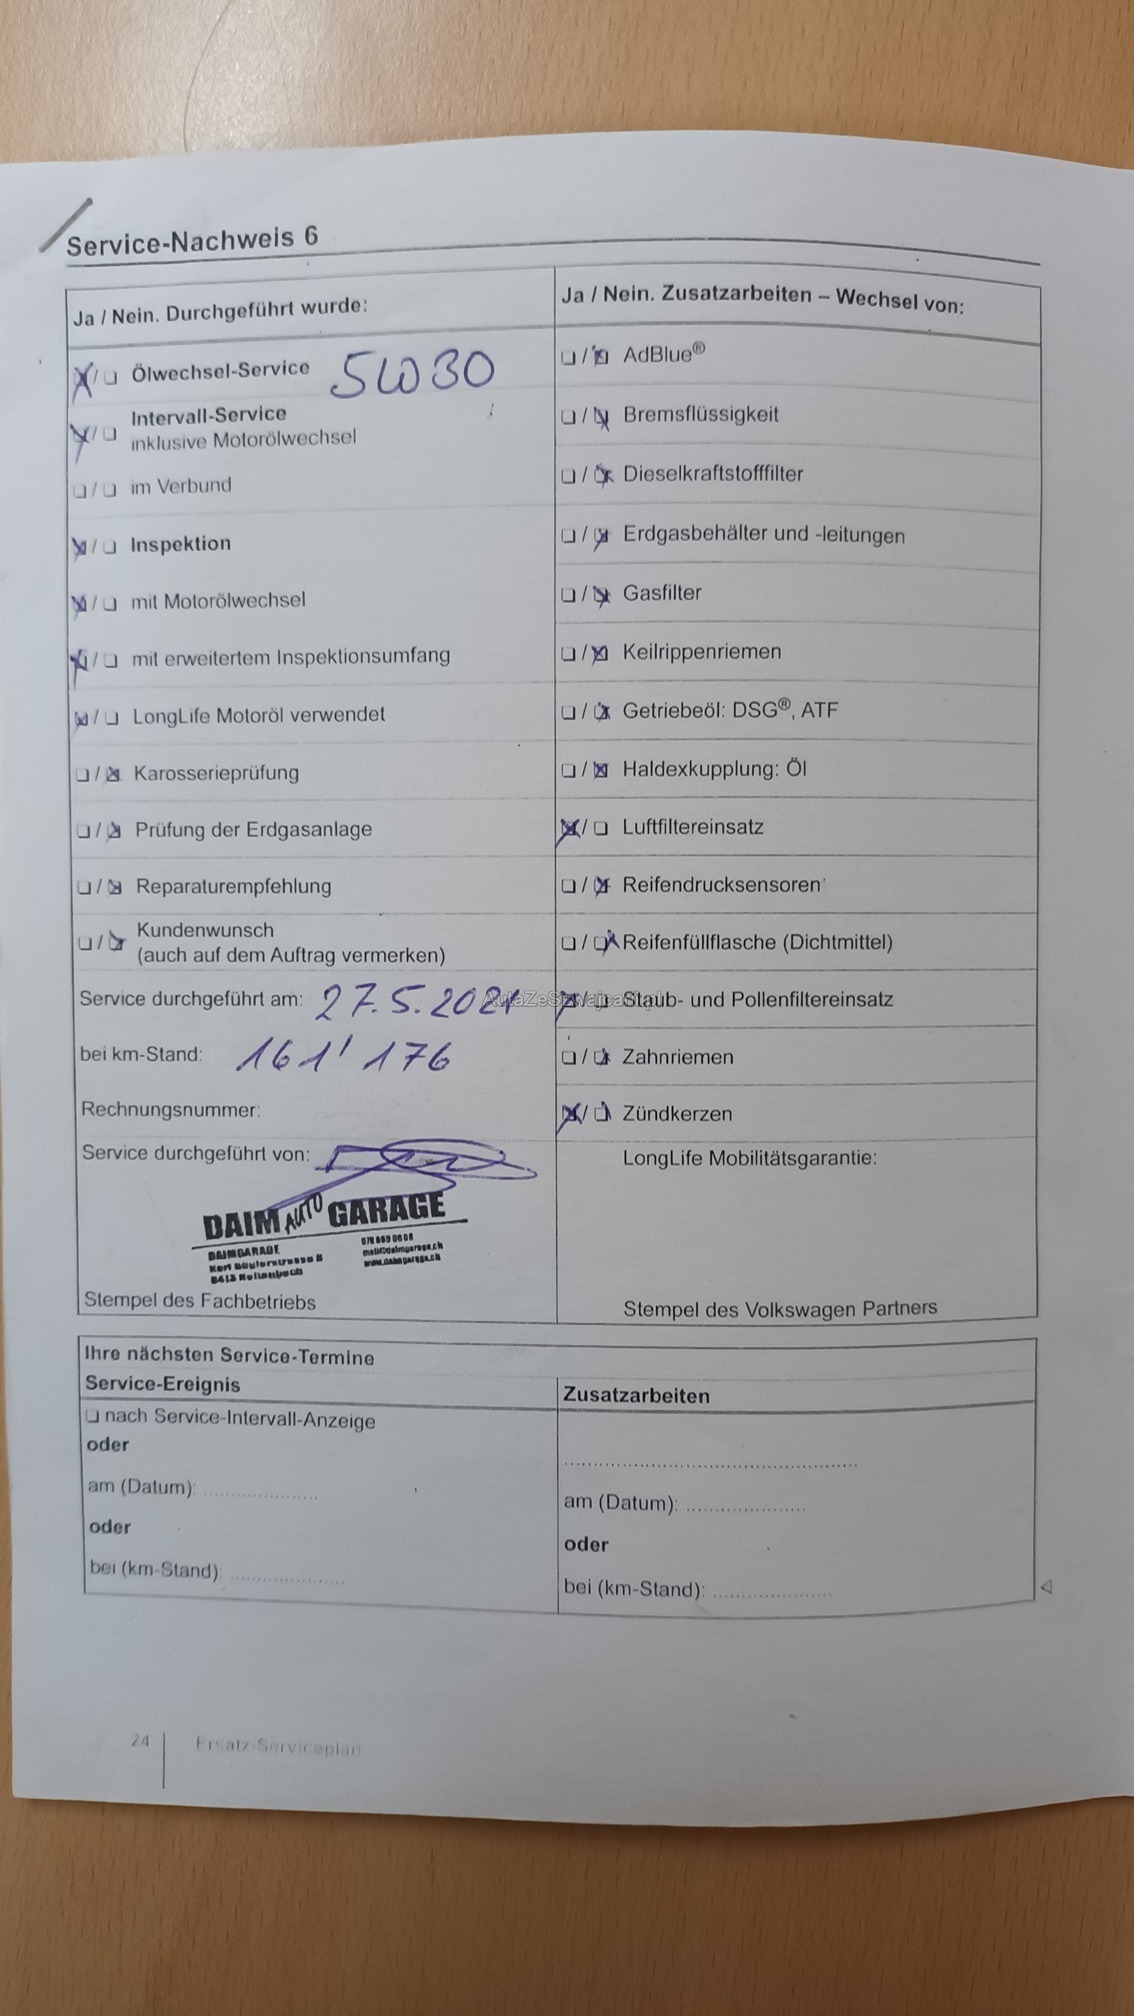 Service-Nachweis 6
Ja / Nein. Durchgeführt wurde:
Ölwechsel-Service 5W30
Intervall-Service
inklusive Motorölwechsel
im Verbund
Inspektion
mit Motorölwechsel
mit erweitertem Inspektionsumfang
LongLife Motoröl verwendet
Karosserieprüfung
Prüfung der Erdgasanlage
Reparaturempfehlung
Kundenwunsch
(auch auf dem Auftrag vermerken)
Service durchgeführt am: 27.5.2021
bei km-Stand: 161'176
Rechnungsnummer:
Service durchgeführt von:
DAIM AUTO GARAGE
DAIMGARAGE
www.daimgarage.ch
Stempel des Fachbetriebs
Ja / Nein. Zusatzarbeiten – Wechsel von:
AdBlue®
Bremsflüssigkeit
Dieselkraftstofffilter
Erdgasbehälter und -leitungen
Gasfilter
Keilrippenriemen
Getriebeöl: DSG®, ATF
Haldexkupplung: Öl
Luftfiltereinsatz
Reifendrucksensoren
Reifenfüllflasche (Dichtmittel)
Staub- und Pollenfiltereinsatz
Zahnriemen
Zündkerzen
LongLife Mobilitätsgarantie:
Stempel des Volkswagen Partners
Ihre nächsten Service-Termine
Service-Ereignis
nach Service-Intervall-Anzeige
oder
am (Datum): ....................
oder
bei (km-Stand): ....................
Zusatzarbeiten
..................................................
am (Datum): ....................
oder
bei (km-Stand): ....................
24
Ersatz-Serviceplan